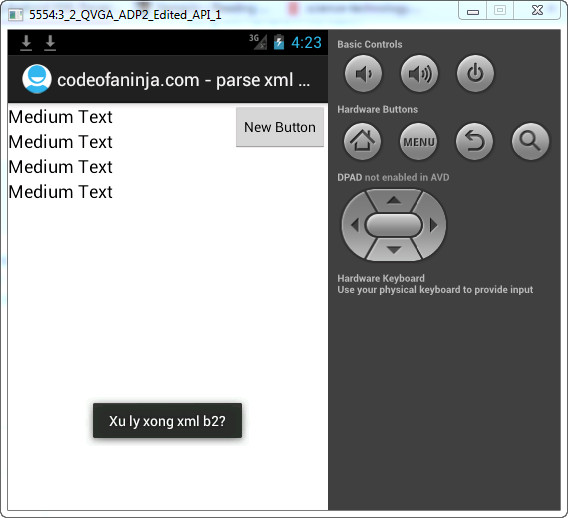 5554:3_2_QVGA_ADP2_Edited_API_1
3G 4:23
codeofaninja.com - parse xml ...
Medium Text
New Button
Medium Text
Medium Text
Medium Text
Xu ly xong xml b2?
Basic Controls
Hardware Buttons
MENU
DPAD not enabled in AVD
Hardware Keyboard
Use your physical keyboard to provide input